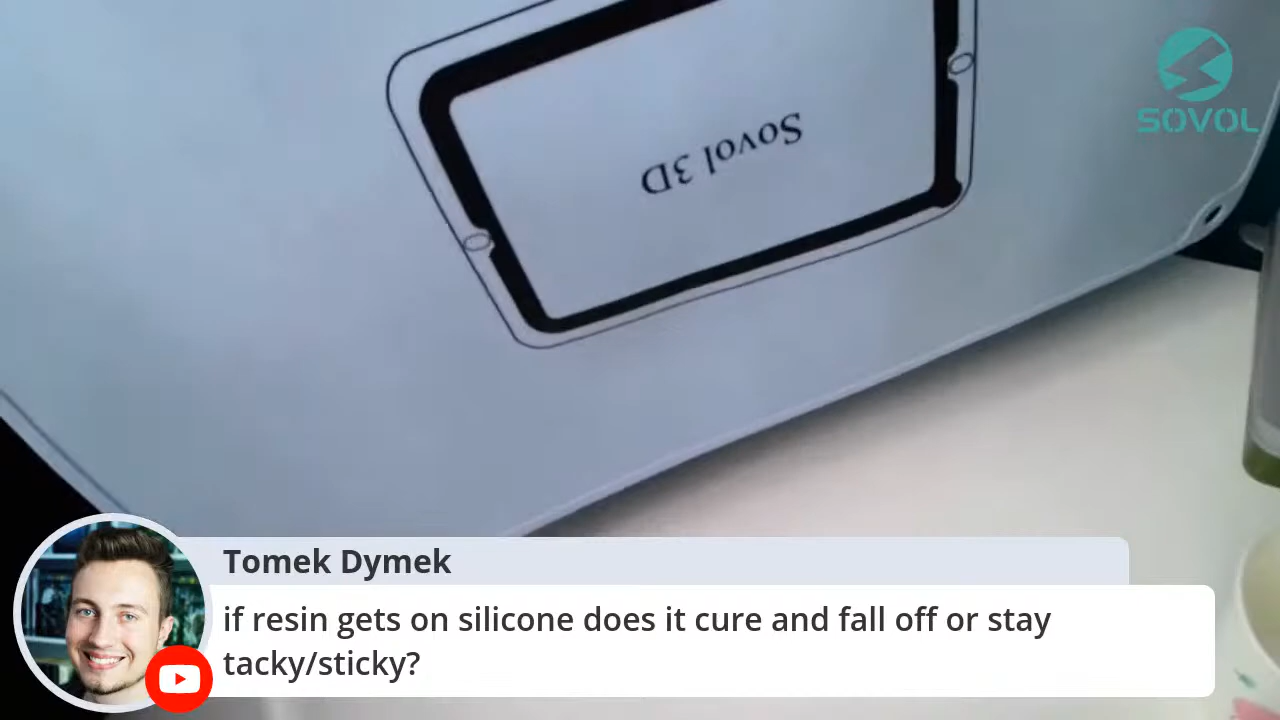 Sovol 3D
SOVOL
Tomek Dymek
if resin gets on silicone does it cure and fall off or stay
tacky/sticky?